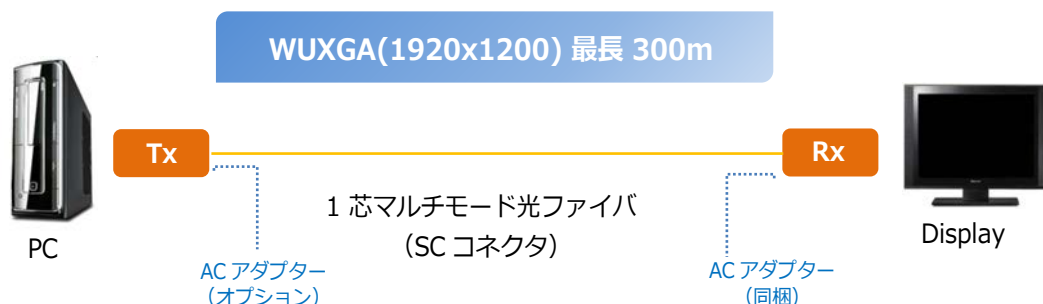 WUXGA(1920x1200) 最長 300m
Tx
Rx
1 芯マルチモード光ファイバ
（SC コネクタ）
PC
Display
AC アダプター
（オプション）
AC アダプター
（同梱）